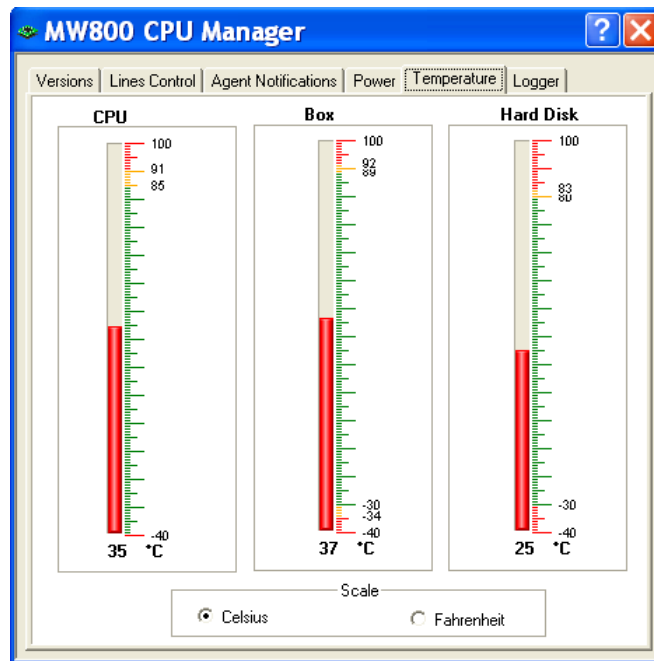 MW800 CPU Manager
Versions Lines Control Agent Notifications Power Temperature Logger
CPU Box Hard Disk
100 100 100
91 92 83
85 89 80
-30 -30
-34
-40 -40 -40
35 °C 37 °C 25 °C
Scale
Celsius Fahrenheit